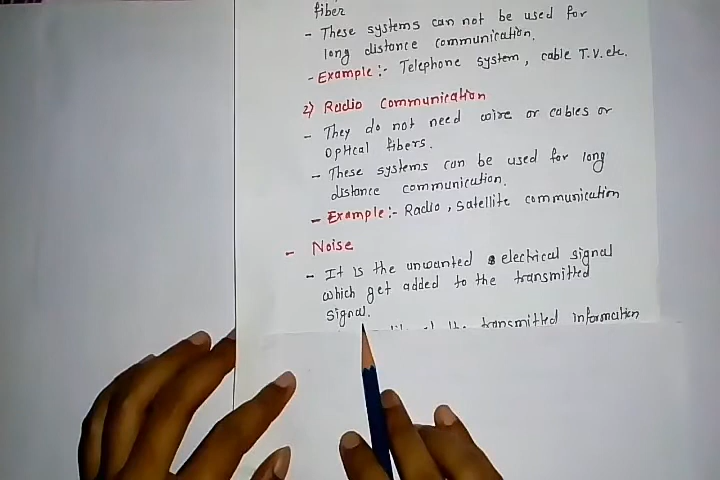 fiber
- These systems can not be used for
long distance communication.
- Example :- Telephone system, cable T.V. etc.
2) Radio communication
- They do not need wire or cables or
optical fibers.
- These systems can be used for long
distance communication.
- Example :- Radio, satellite communication
- Noise
- It is the unwanted electrical signal
which get added to the transmitted
signal.
the transmitted information